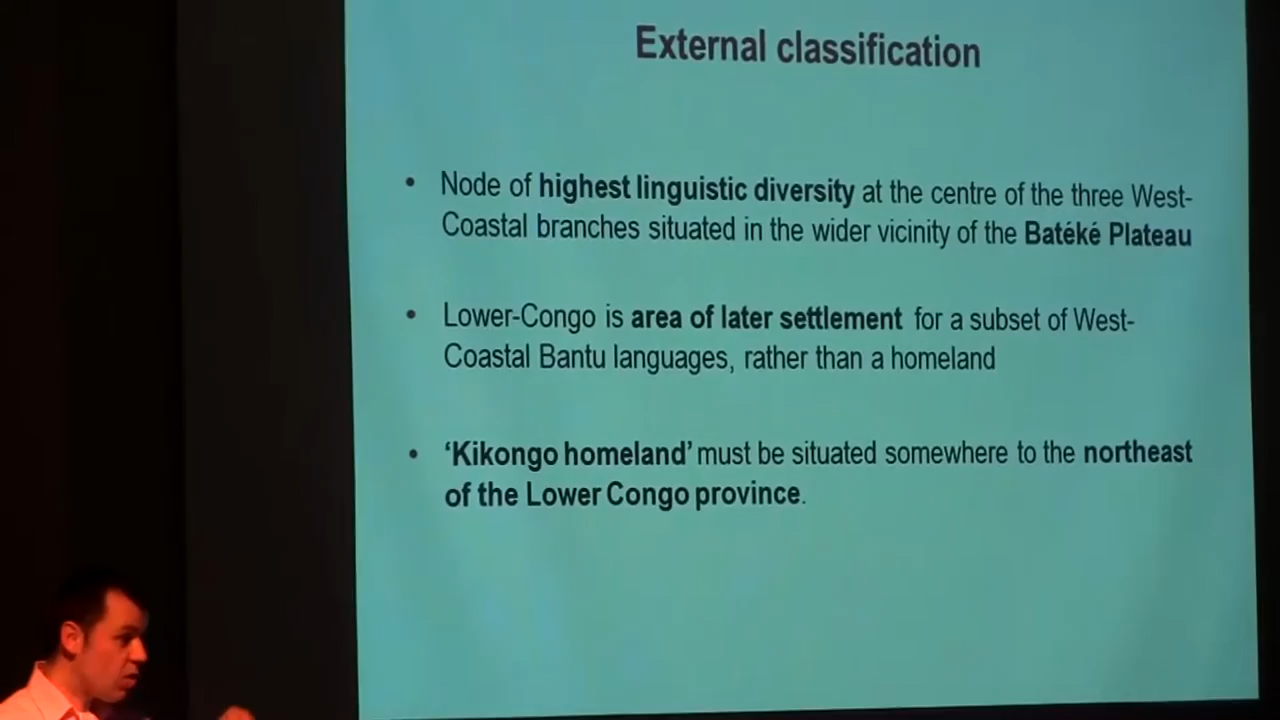 External classification
• Node of highest linguistic diversity at the centre of the three West-
Coastal branches situated in the wider vicinity of the Batéké Plateau
• Lower-Congo is area of later settlement for a subset of West-
Coastal Bantu languages, rather than a homeland
• ‘Kikongo homeland’ must be situated somewhere to the northeast
of the Lower Congo province.